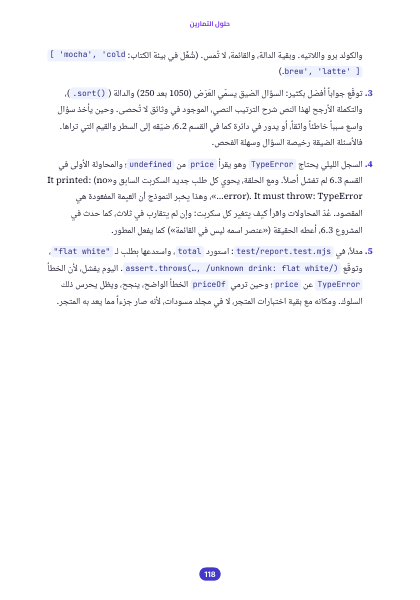 حلول التمارين
والكولد برو واللاتيه. وبقية الدالة، والقائمة، لا تُمس. (شُغّل في بيئة الكتاب: [ 'mocha', 'cold
brew', 'latte' ].)
3. توقّع جواباً أفضل بكثير: السؤال الضيق يسمّي العَرَض (1050 بعد 250) والدالة ( sort(). )،
والتكملة الأرجح لهذا النص شرح الترتيب النصي، الموجود في وثائق لا تُحصى. وحين يأخذ سؤال
واسع سبباً خاطئاً واثقاً، أو يدور في دائرة كما في القسم 6.2، ضيّقه إلى السطر والقيم التي تراها.
فالأسئلة الضيقة رخيصة السؤال وسهلة الفحص.
4. السجل الليلي يحتاج TypeError وهو يقرأ price من undefined ؛ والمحاولة الأولى في
القسم 6.3 لم تفشل أصلاً. ومع الحلقة، يحوي كل طلب جديد السكربت السابق و«It printed: (no
error). It must throw: TypeError…»، وهذا يخبر النموذج أن القيمة المفقودة هي
المقصود. عُدّ المحاولات واقرأ كيف يتغير كل سكربت: وإن لم يتقارب في ثلاث، كما حدث في
المشروع 6.3، أعطه الحقيقة («عنصر اسمه ليس في القائمة») كما يفعل المطور.
5. مثلاً، في test/report.test.mjs : استورد total ، واستدعها بطلب لـ "flat white" ،
وتوقّع assert.throws(…, /unknown drink: flat white/) . اليوم يفشل، لأن الخطأ
TypeError عن price ؛ وحين ترمي priceOf الخطأ الواضح، ينجح، ويظل يحرس ذلك
السلوك. ومكانه مع بقية اختبارات المتجر، لا في مجلد مسودات، لأنه صار جزءاً مما يعد به المتجر.
118